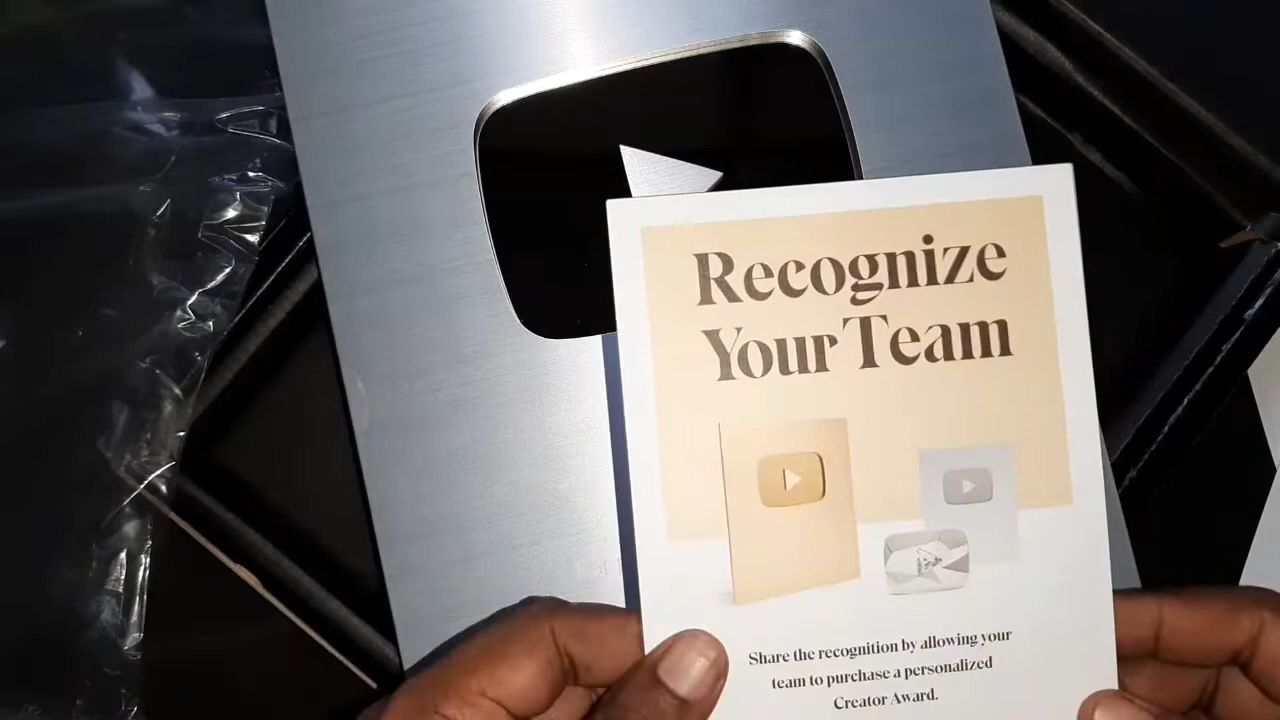 Recognize
Your Team
Share the recognition by allowing your
team to purchase a personalized
Creator Award.